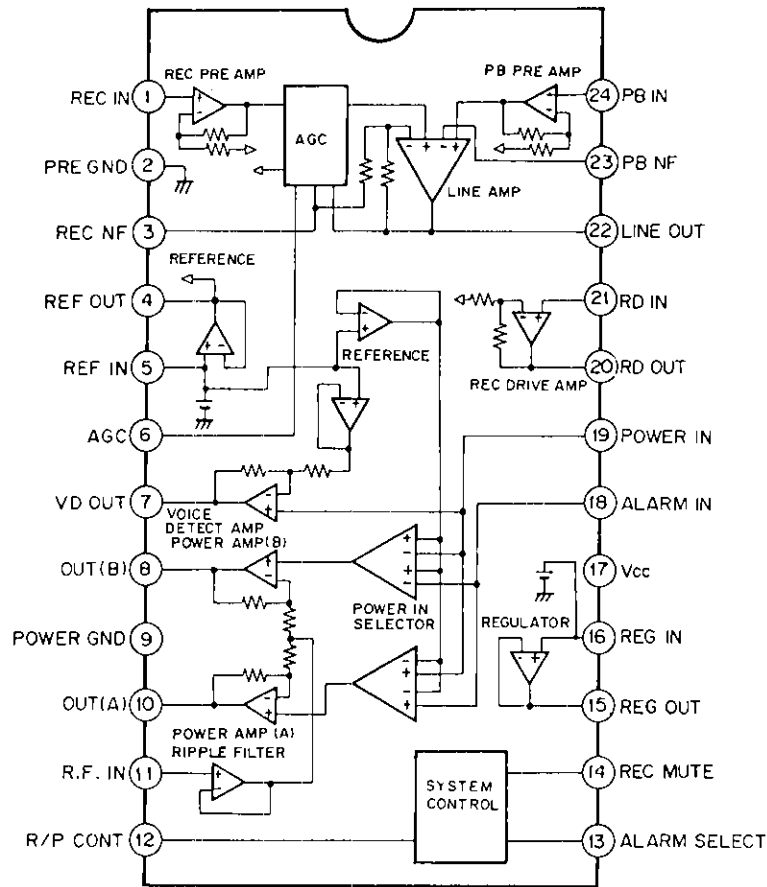 REC IN 1
REC PRE AMP
AGC
PB PRE AMP
24 PB IN
PRE GND 2
23 PB NF
LINE AMP
REC NF 3
22 LINE OUT
REFERENCE
REF OUT 4
21 RD IN
REFERENCE
REF IN 5
20 RD OUT
REC DRIVE AMP
AGC 6
19 POWER IN
VD OUT 7
18 ALARM IN
VOICE
DETECT AMP
POWER AMP(B)
OUT(B) 8
17 Vcc
POWER IN
SELECTOR
REGULATOR
POWER GND 9
16 REG IN
OUT(A) 10
15 REG OUT
POWER AMP (A)
RIPPLE FILTER
R.F. IN 11
SYSTEM
CONTROL
14 REC MUTE
R/P CONT 12
13 ALARM SELECT